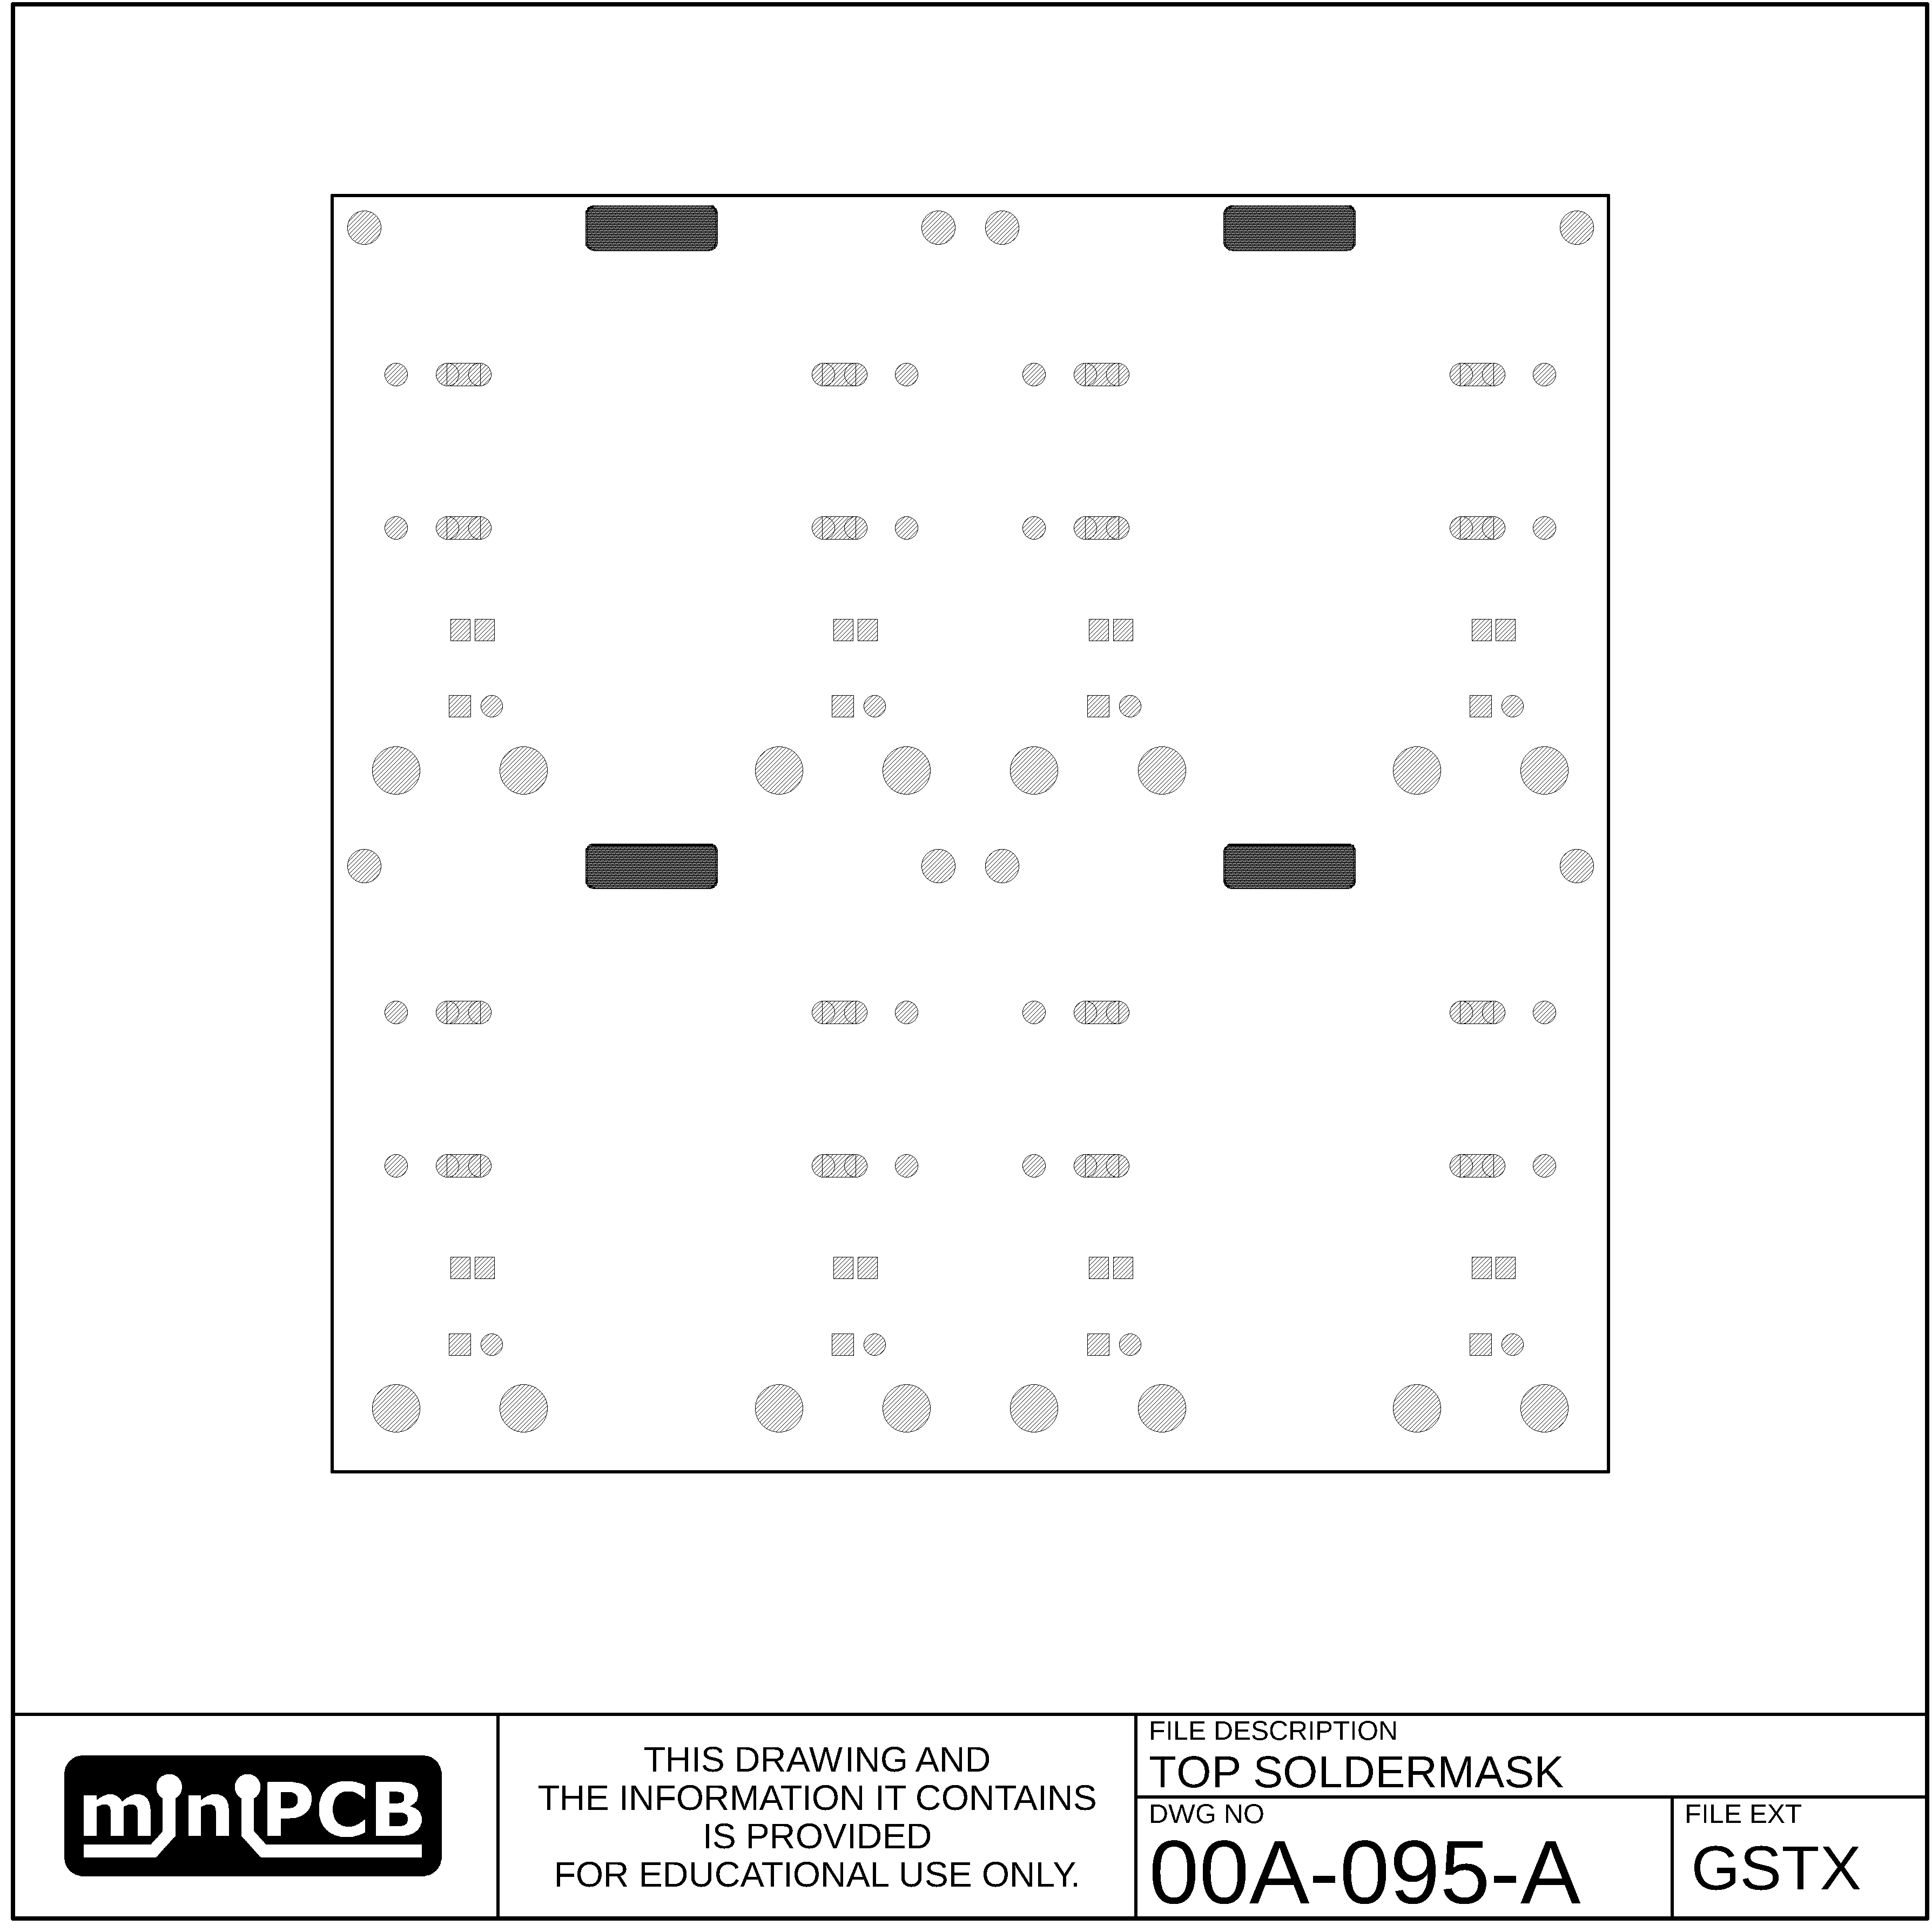 miniPCB
THIS DRAWING AND
THE INFORMATION IT CONTAINS
IS PROVIDED
FOR EDUCATIONAL USE ONLY.
FILE DESCRIPTION
TOP SOLDERMASK
DWG NO
00A-095-A
FILE EXT
GSTX